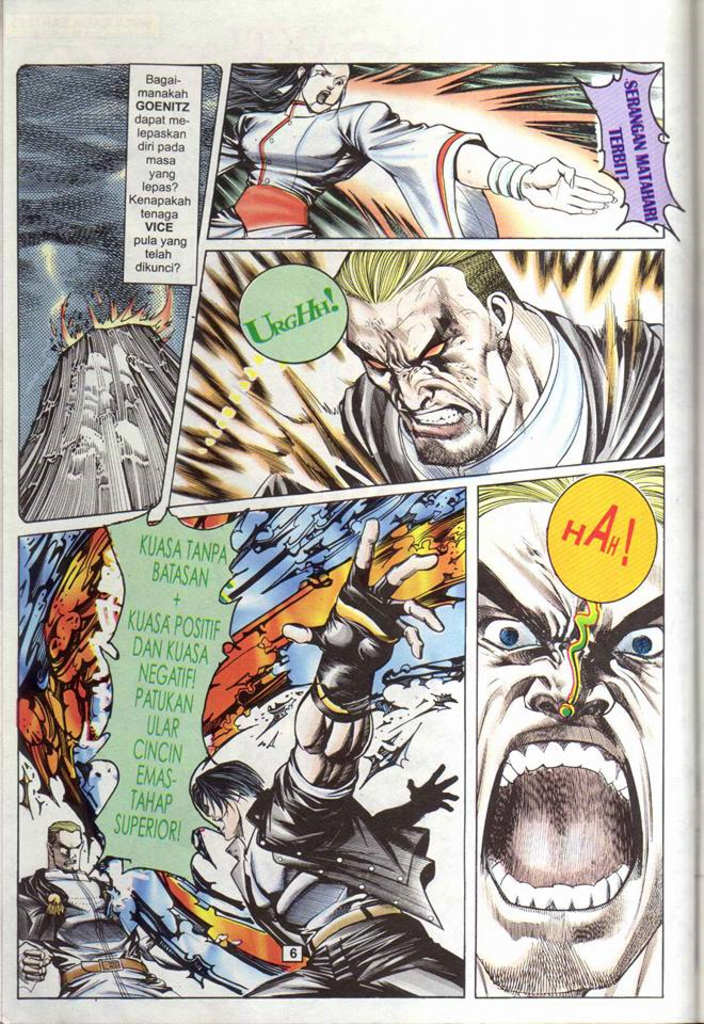 Bagai-
manakah
GOENITZ
dapat me-
lepaskan
diri pada
masa
yang
lepas?
Kenapakah
tenaga
VICE
pula yang
telah
dikunci?
SERANGAN MATAHARI
TERBIT!
URGHH!
KUASA TANPA
BATASAN
+
KUASA POSITIF
DAN KUASA
NEGATIF!
PATUKAN
ULAR
CINCIN
EMAS-
TAHAP
SUPERIOR!
HAH!
6